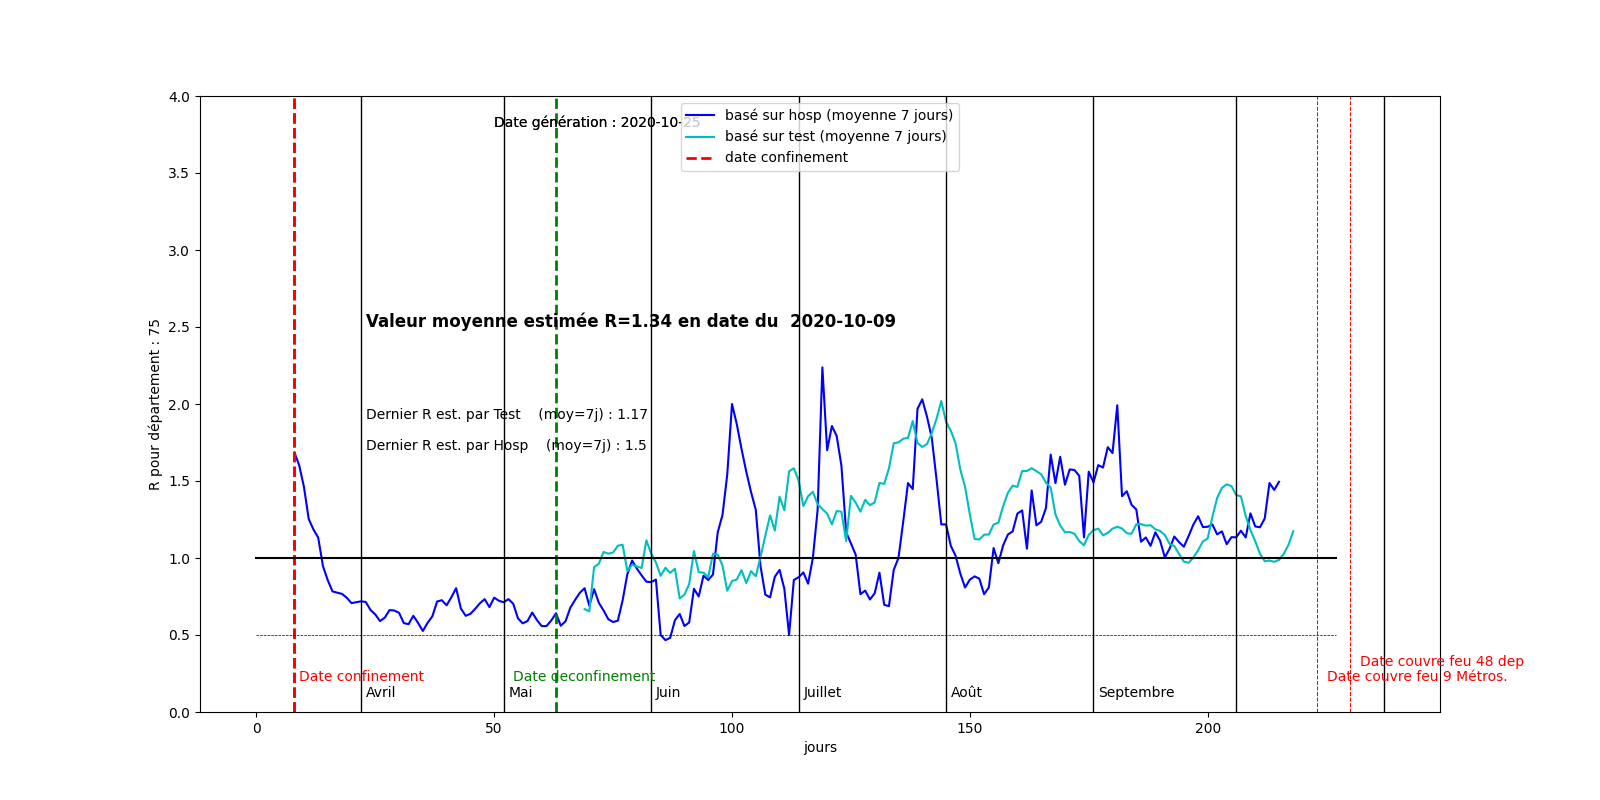 4.0
3.5
3.0
2.5
2.0
1.5
1.0
0.5
0.0
R pour département : 75
Date génération : 2020-10-25
basé sur hosp (moyenne 7 jours)
basé sur test (moyenne 7 jours)
date confinement
Valeur moyenne estimée R=1.34 en date du  2020-10-09
Dernier R est. par Test    (moy=7j) : 1.17
Dernier R est. par Hosp    (moy=7j) : 1.5
Date couvre feu 48 dep
Date confinement
Date deconfinement
Date couvre feu 9 Métros.
Avril
Mai
Juin
Juillet
Août
Septembre
0
50
100
150
200
jours